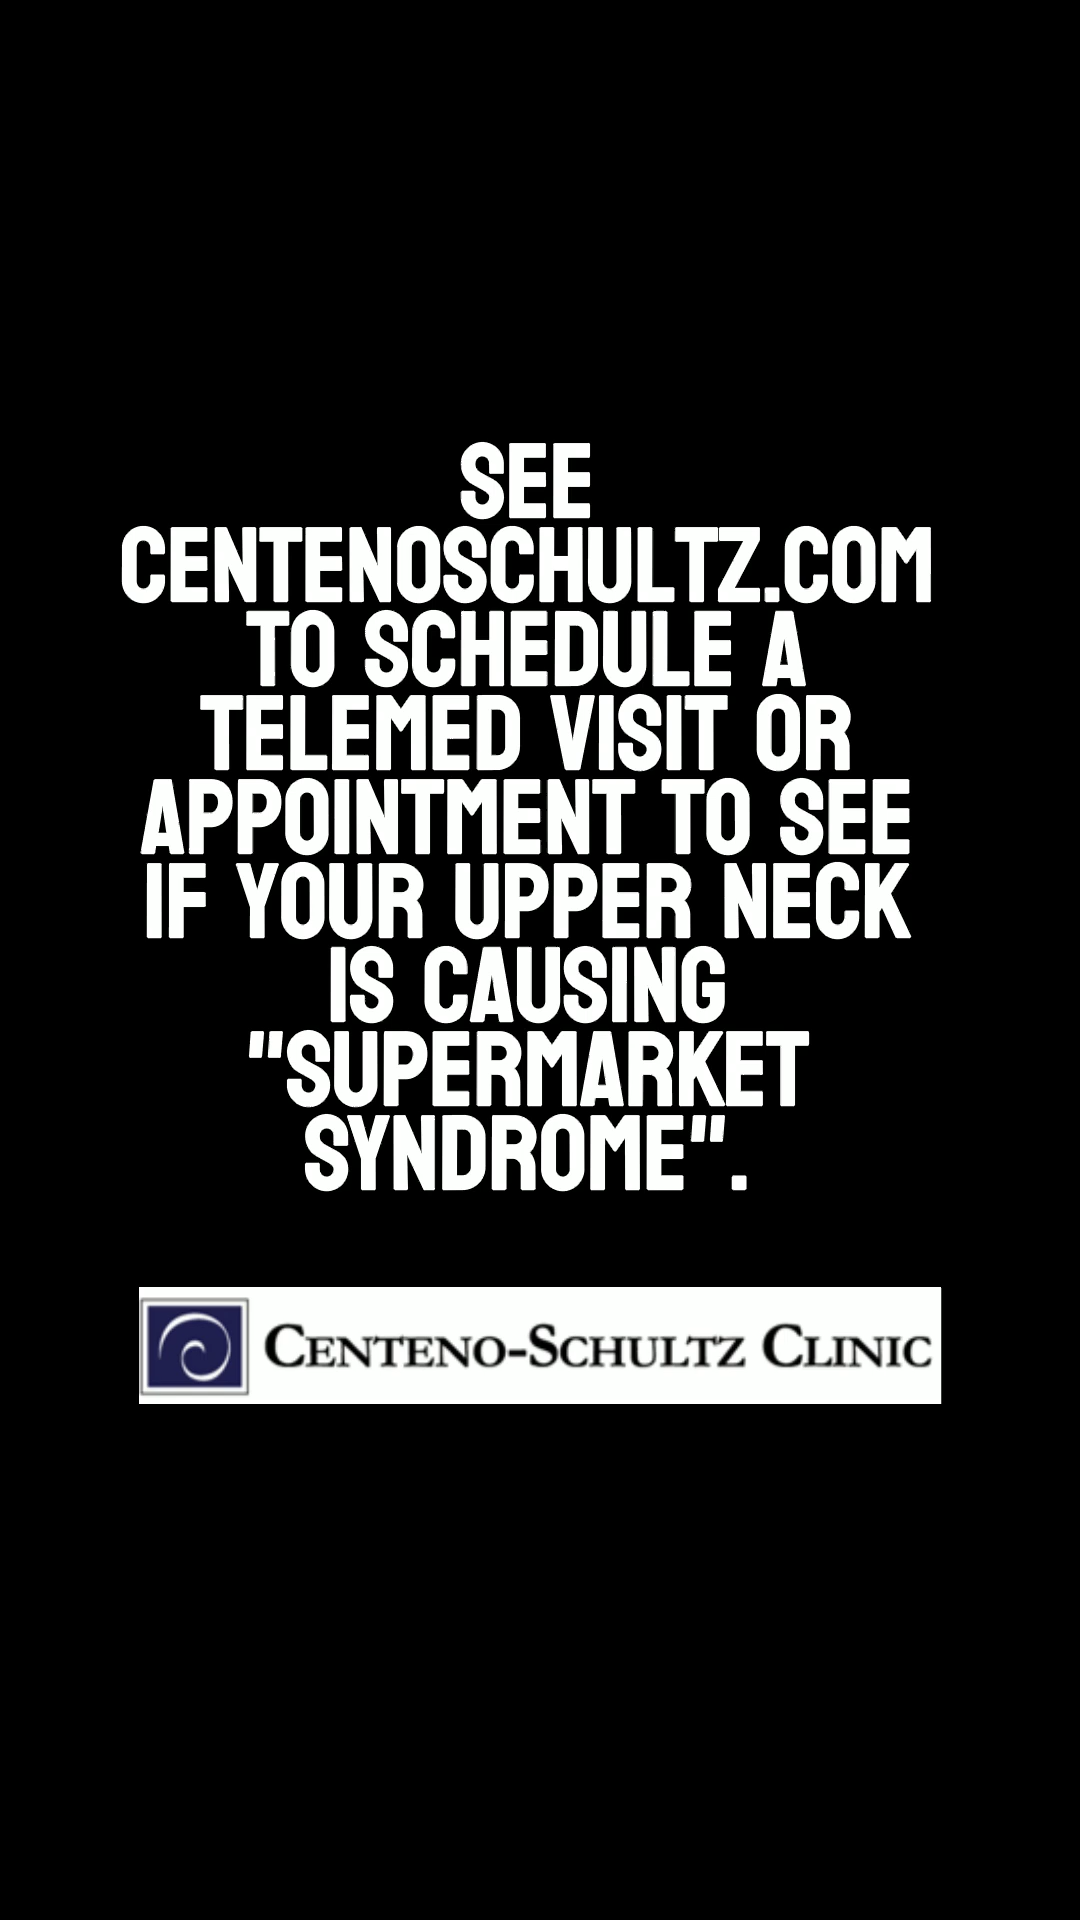 SEE
CENTENOSCHULTZ.COM
TO SCHEDULE A
TELEMED VISIT OR
APPOINTMENT TO SEE
IF YOUR UPPER NECK
IS CAUSING
"SUPERMARKET
SYNDROME".
CENTENO-SCHULTZ CLINIC